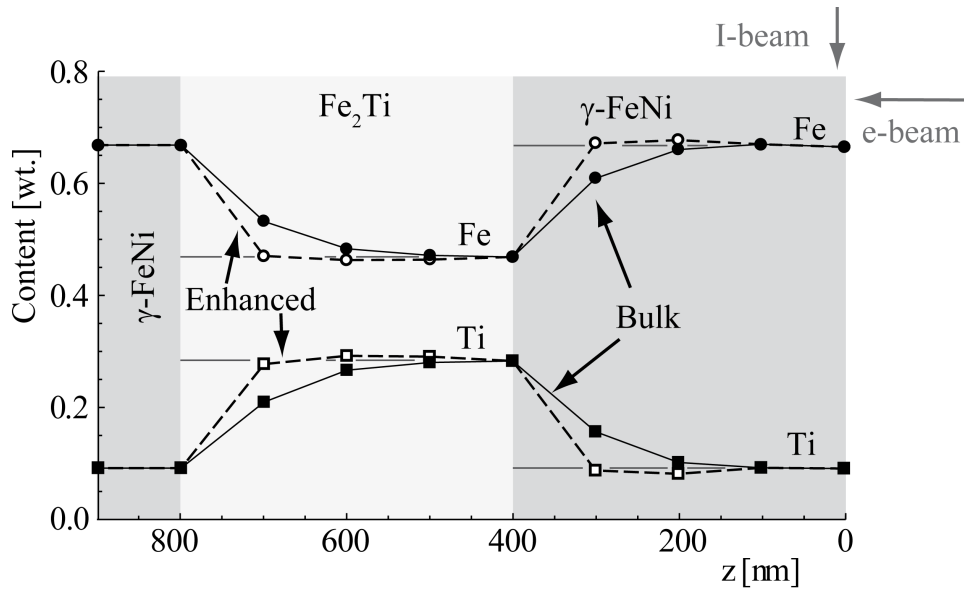 I-beam
e-beam
0.8
0.6
0.4
0.2
0.0
Content [wt.]
γ-FeNi
Fe₂Ti
γ-FeNi
Fe
Fe
Enhanced
Bulk
Ti
Ti
800
600
400
200
0
z [nm]